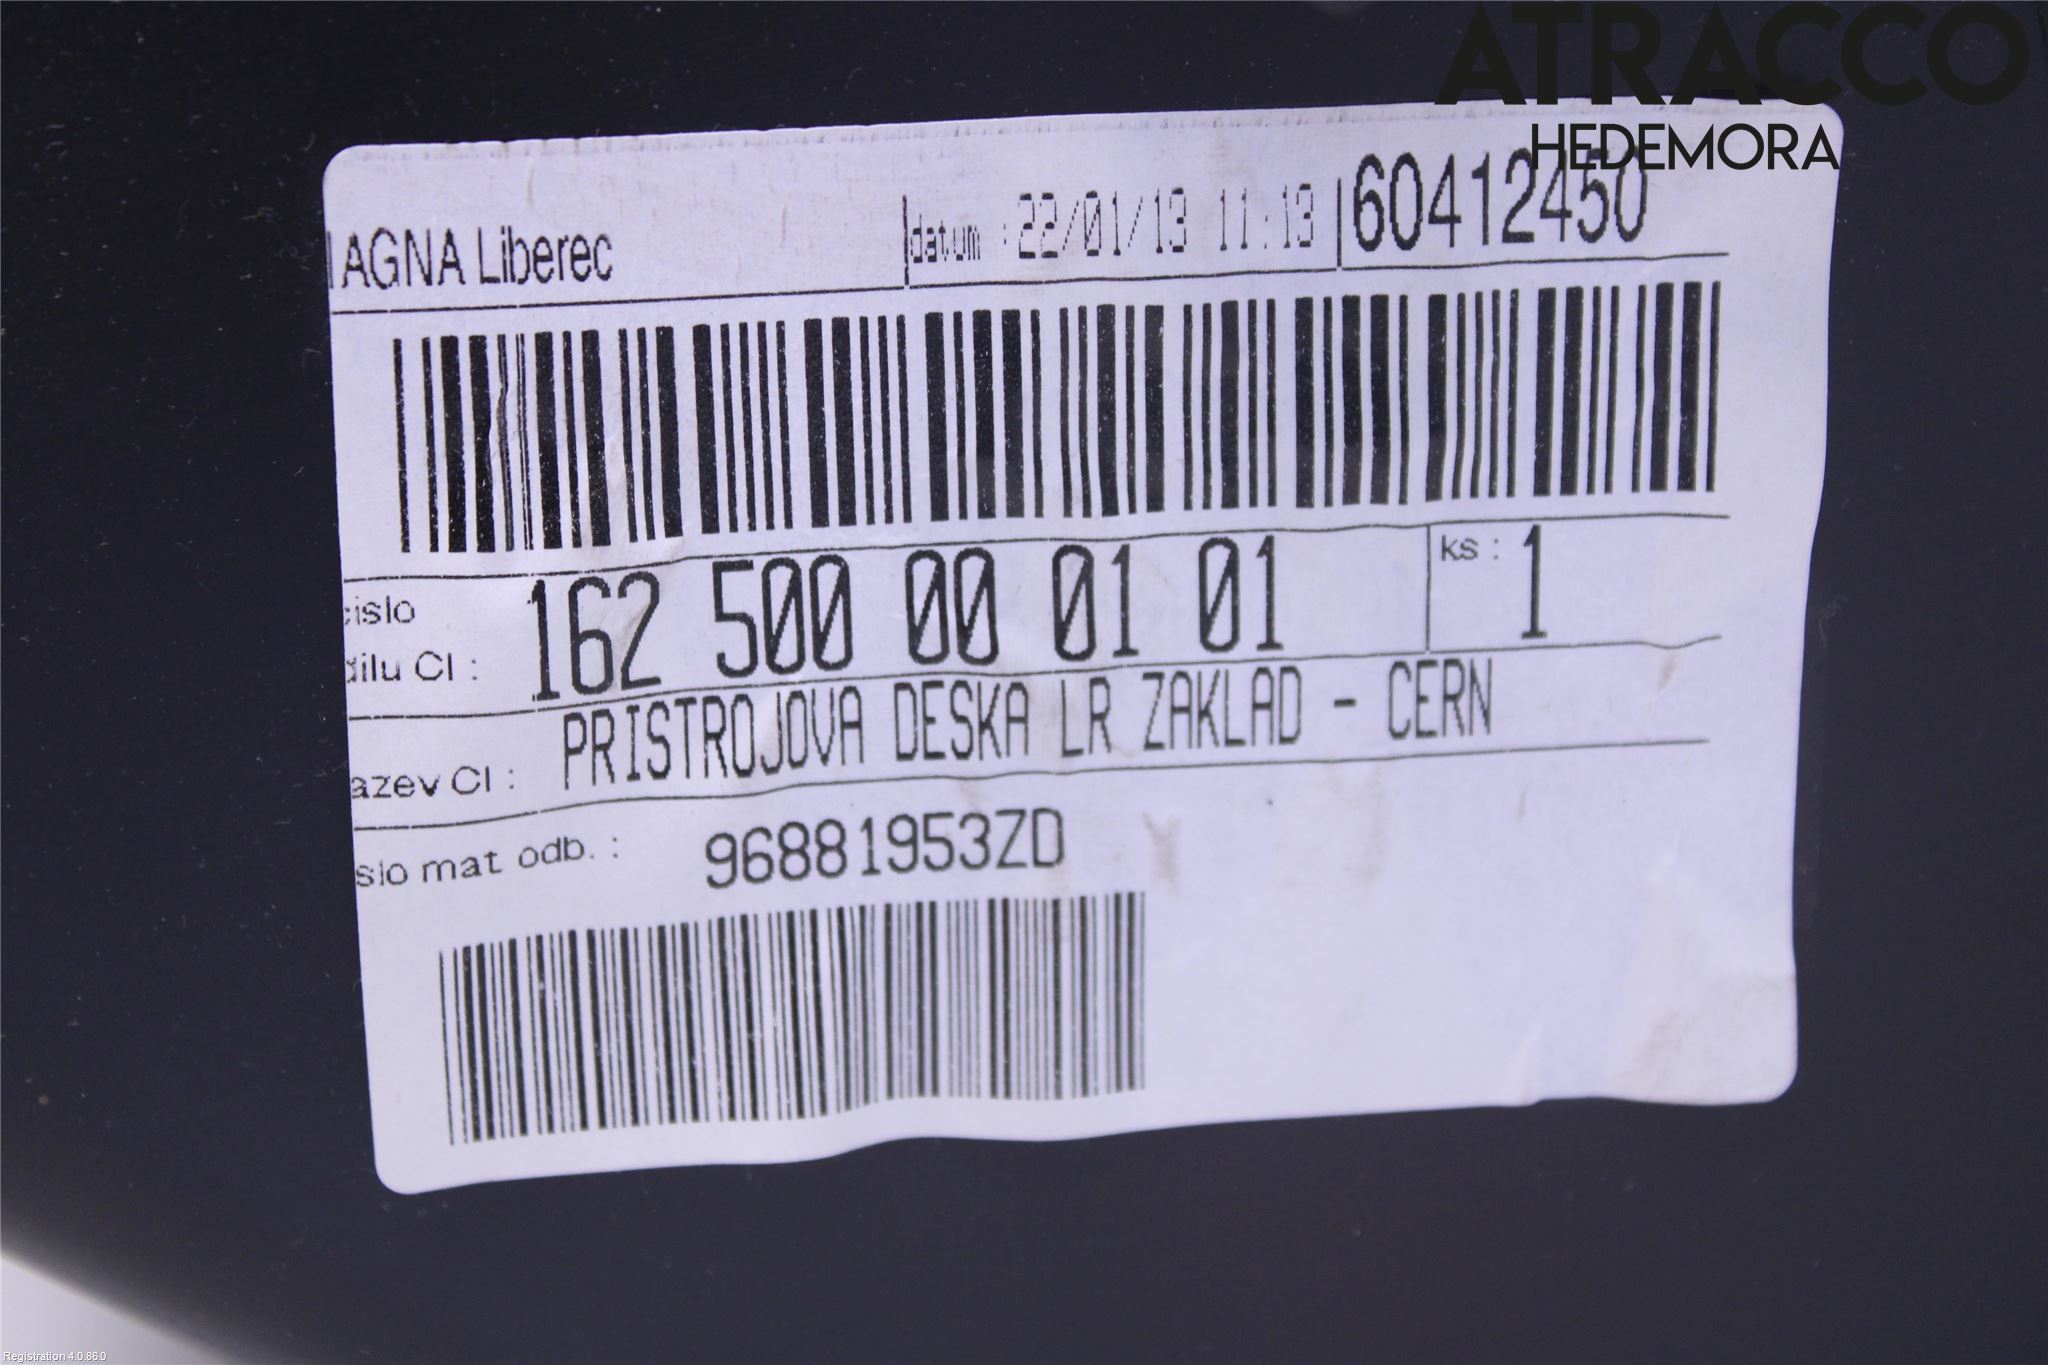 ATRACCO
HEDEMORA
AGNA Liberec
datum : 22/01/13 11:13
60412450
cislo
dilu CI : 162 500 00 01 01
ks : 1
azev CI : PRISTROJOVA DESKA LR ZAKLAD - CERN
slo mat odb. : 96881953ZD
Registration 4.0.86.0